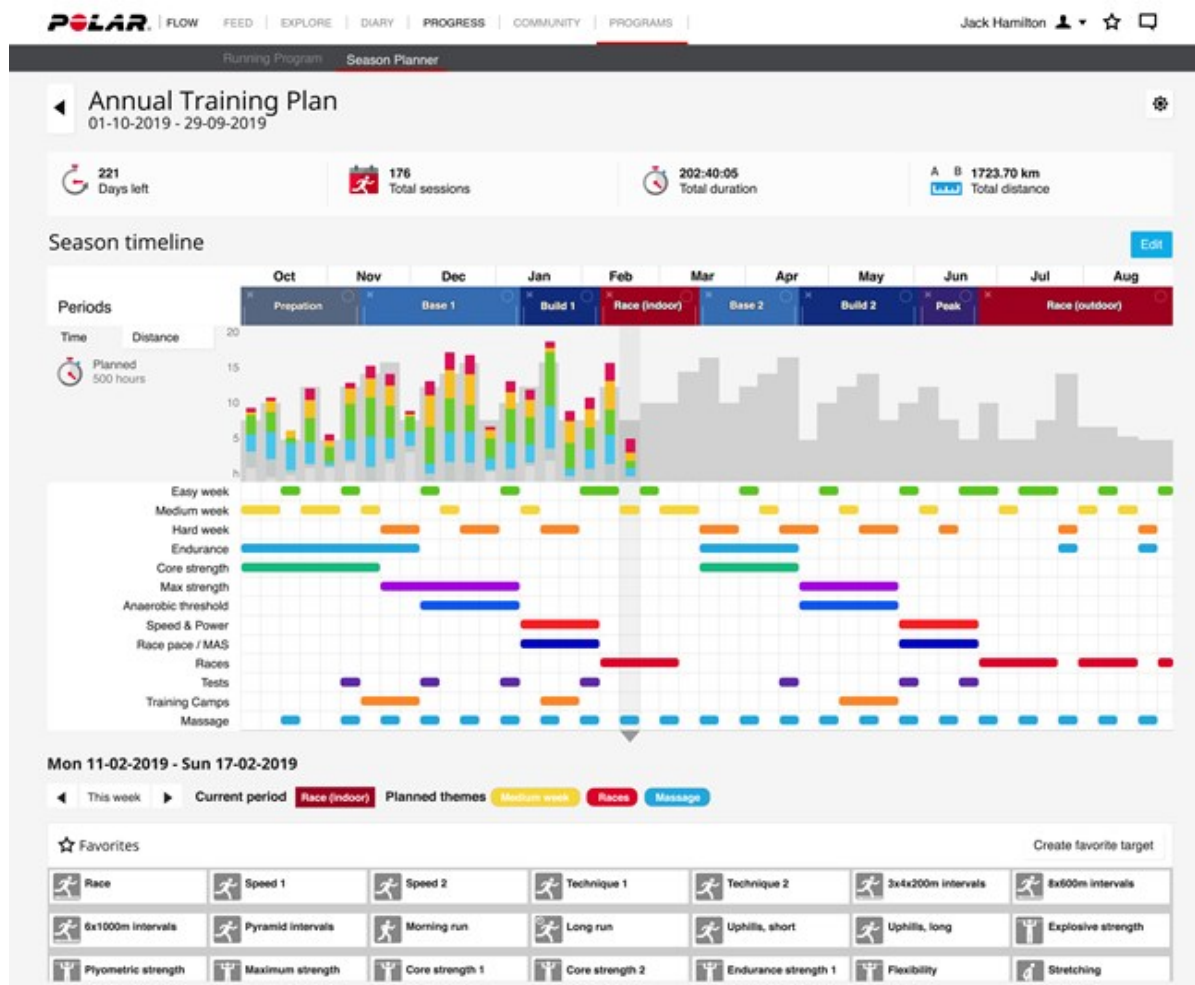 POLAR. FLOW FEED EXPLORE DIARY PROGRESS COMMUNITY PROGRAMS Jack Hamilton
Running Program Season Planner
Annual Training Plan
01-10-2019 - 29-09-2019
221 176 202:40:05 A B 1723.70 km
Days left Total sessions Total duration Total distance
Season timeline Edit
Oct Nov Dec Jan Feb Mar Apr May Jun Jul Aug
Periods Prepation Base 1 Build 1 Race (indoor) Base 2 Build 2 Peak Race (outdoor)
Time Distance 20
Planned 15
500 hours
10
5
h
Easy week
Medium week
Hard week
Endurance
Core strength
Max strength
Anaerobic threshold
Speed & Power
Race pace / MAS
Races
Tests
Training Camps
Massage
Mon 11-02-2019 - Sun 17-02-2019
This week Current period Race (indoor) Planned themes Medium week Races Massage
Favorites Create favorite target
Race Speed 1 Speed 2 Technique 1 Technique 2 3x4x200m intervals 8x600m intervals
6x1000m intervals Pyramid intervals Morning run Long run Uphills, short Uphills, long Explosive strength
Plyometric strength Maximum strength Core strength 1 Core strength 2 Endurance strength 1 Flexibility Stretching